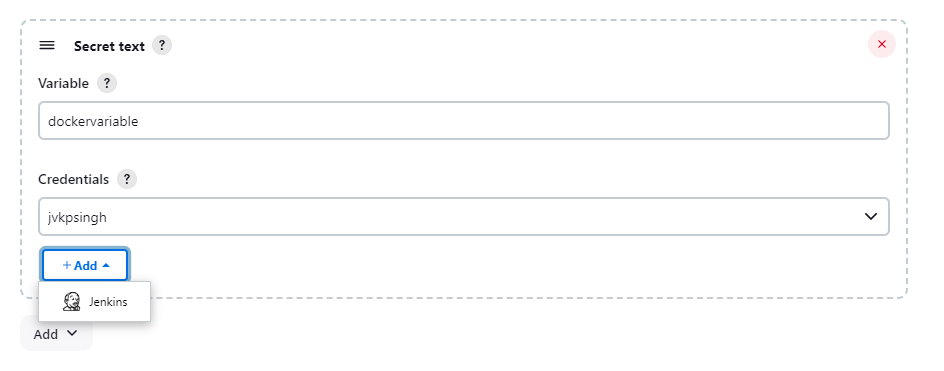 Secret text ?
Variable ?
dockervariable
Credentials ?
jvkpsingh
+ Add
Jenkins
Add